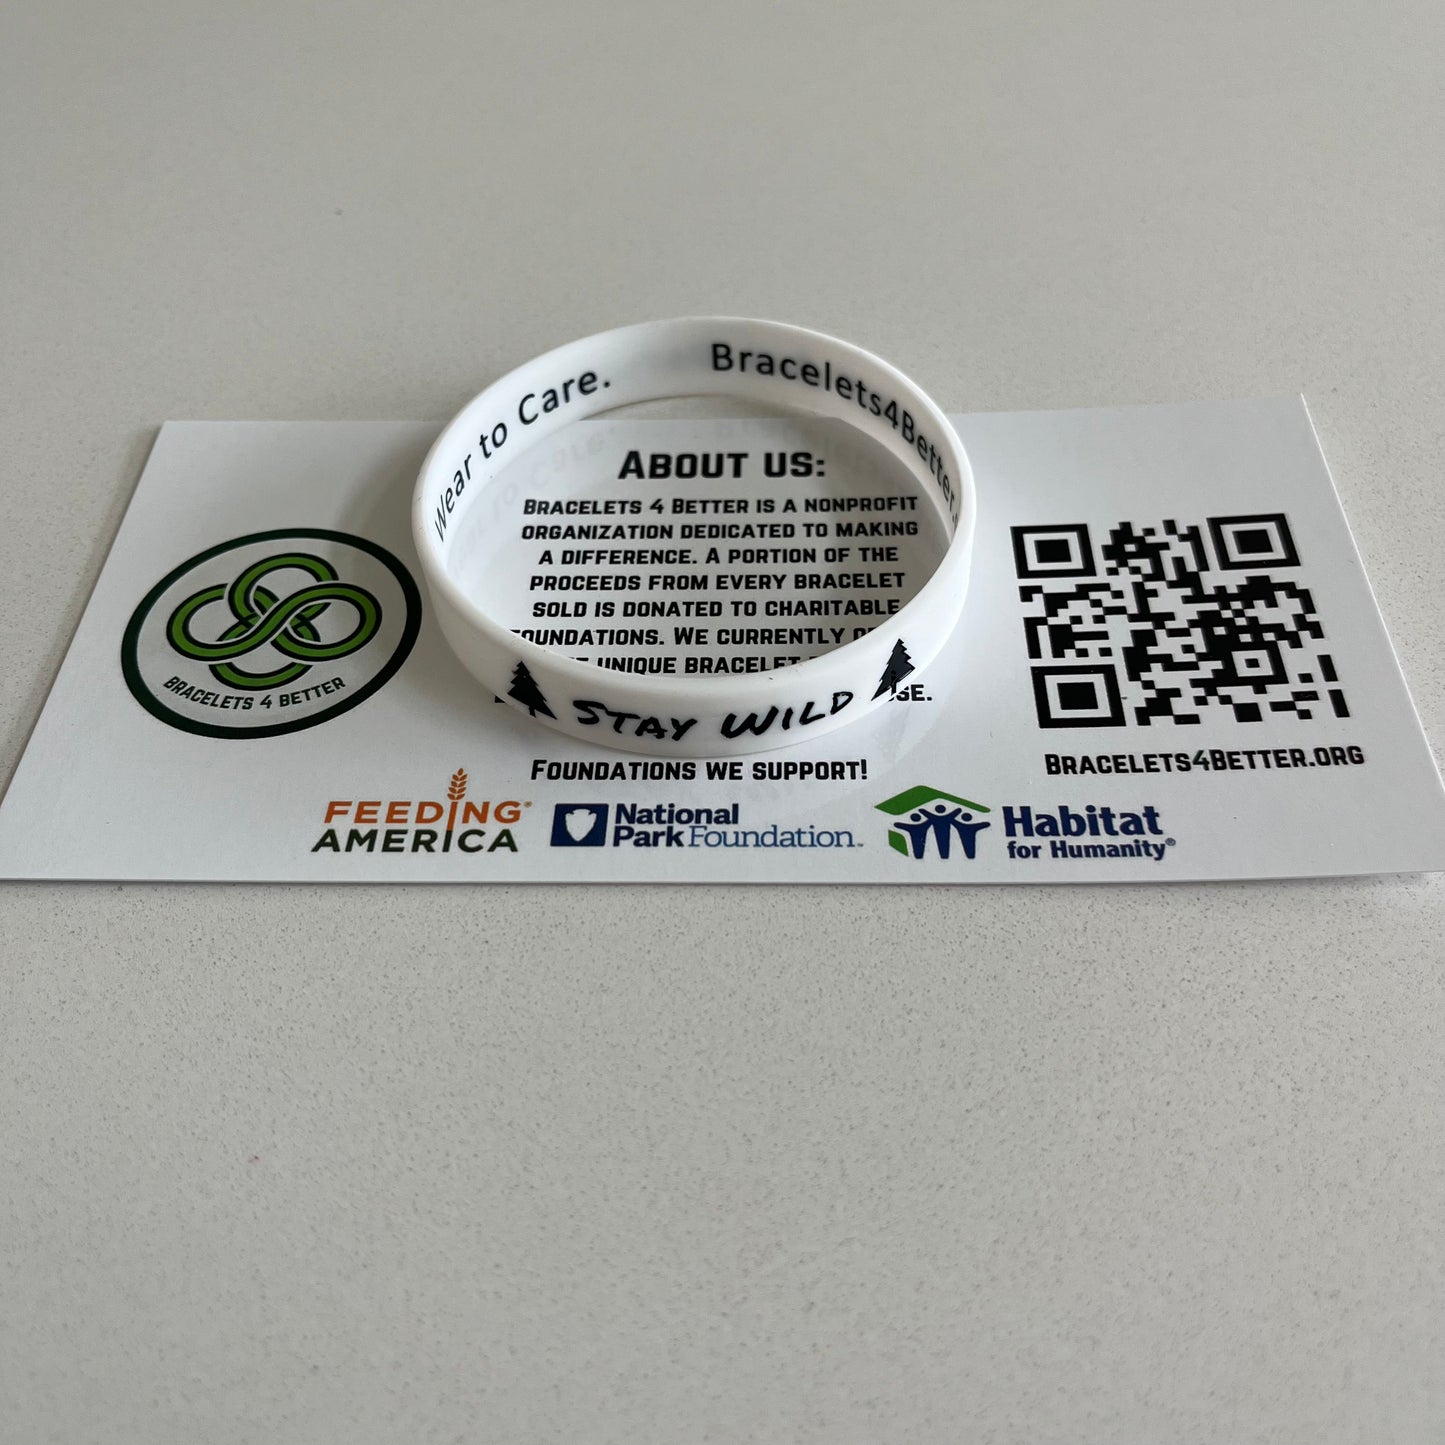 Wear to Care.
Bracelets4Better.
ABOUT US:
BRACELETS 4 BETTER IS A NONPROFIT
ORGANIZATION DEDICATED TO MAKING
A DIFFERENCE. A PORTION OF THE
PROCEEDS FROM EVERY BRACELET
SOLD IS DONATED TO CHARITABLE
FOUNDATIONS. WE CURRENTLY
UNIQUE BRACELET
STAY WILD
BRACELETS 4 BETTER
BRACELETS4BETTER.ORG
FOUNDATIONS WE SUPPORT!
FEEDING®
AMERICA
National
Park Foundation™
Habitat
for Humanity®